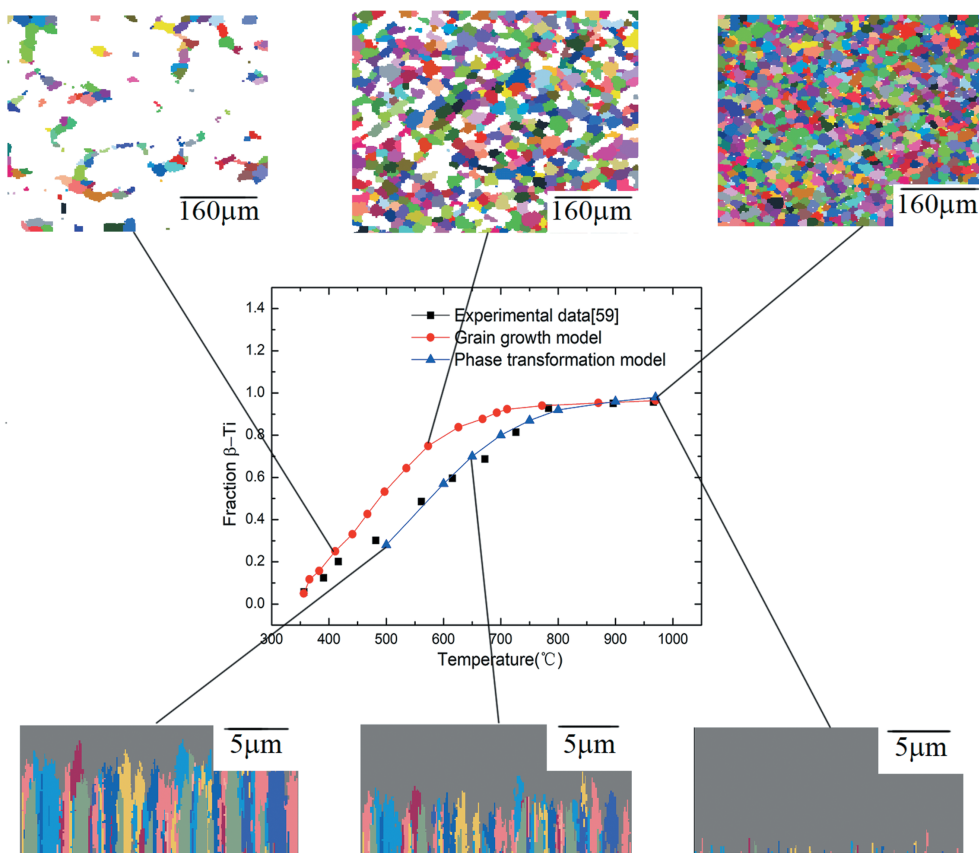 160μm
160μm
160μm
1.4
1.2
1.0
0.8
0.6
0.4
0.2
0.0
Fraction β–Ti
Experimental data[59]
Grain growth model
Phase transformation model
300 400 500 600 700 800 900 1000
Temperature(℃)
5μm
5μm
5μm